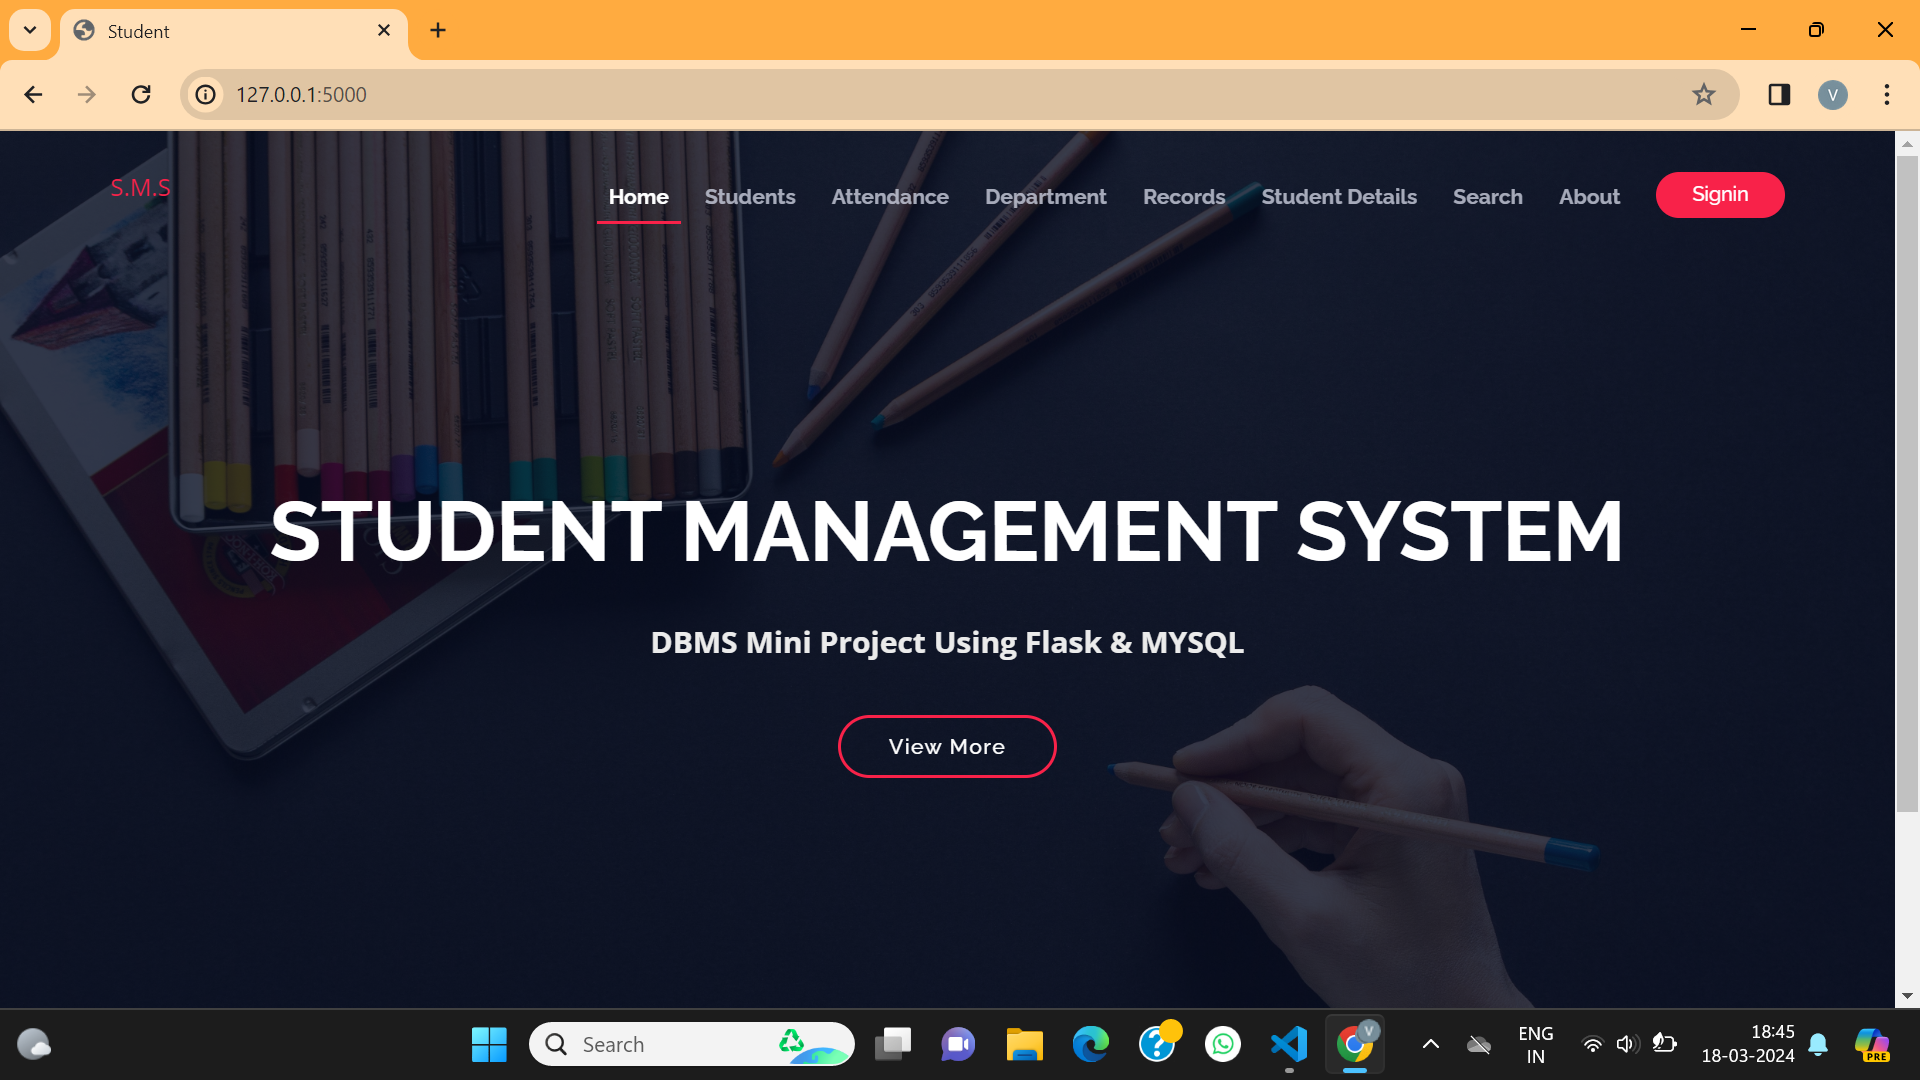 Student
127.0.0.1:5000
S.M.S
Home Students Attendance Department Records Student Details Search About Signin
STUDENT MANAGEMENT SYSTEM
DBMS Mini Project Using Flask & MYSQL
View More
Search
V
V
ENG
IN
18:45
18-03-2024
PRE